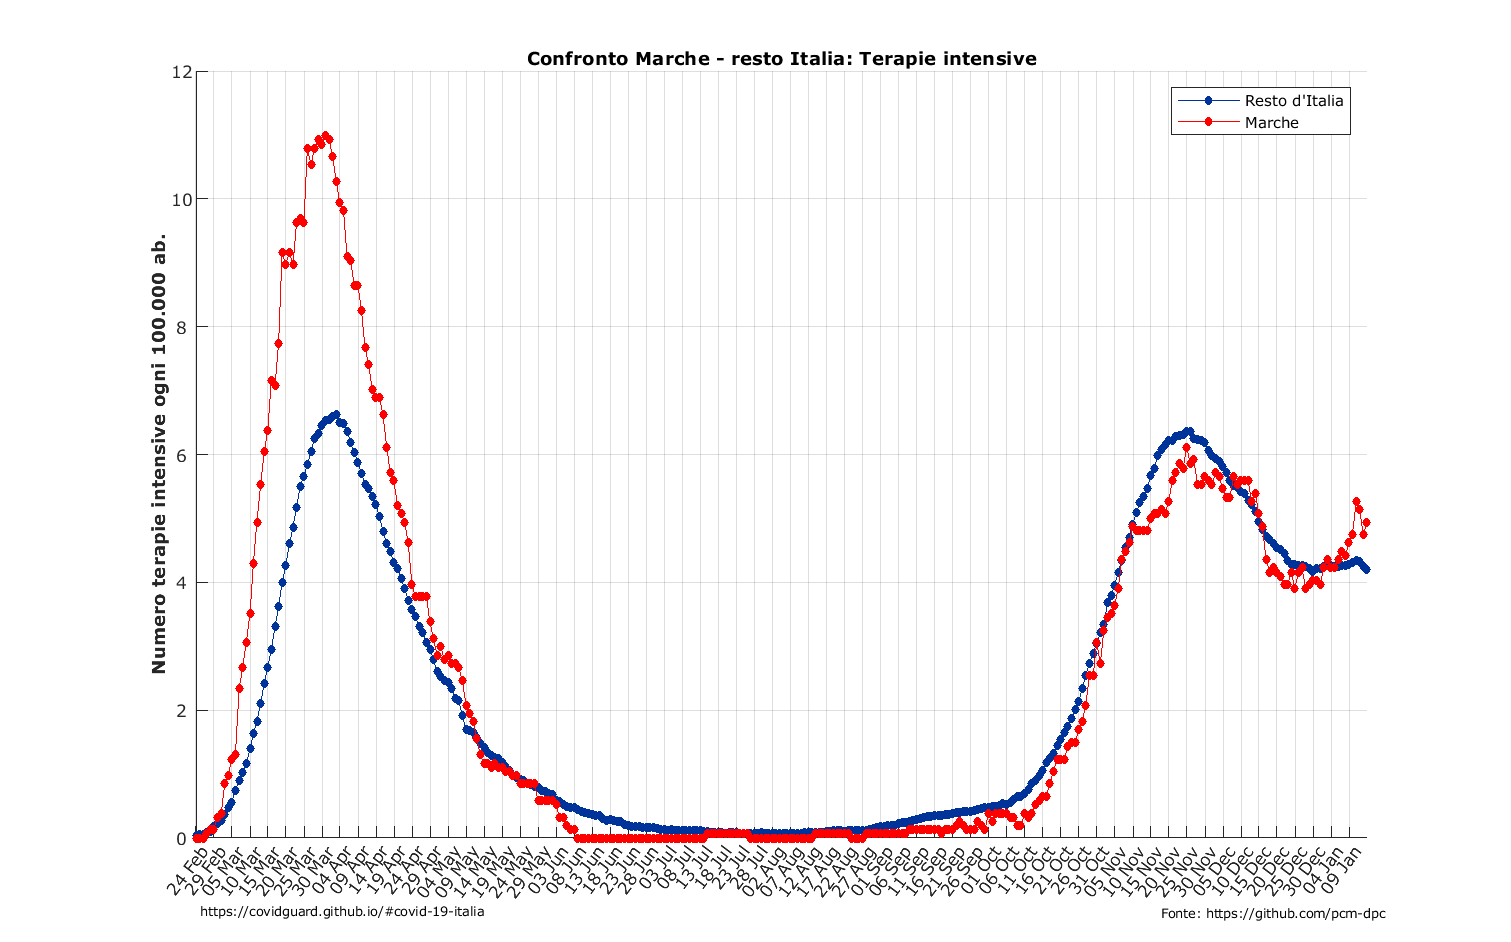 Confronto Marche - resto Italia: Terapie intensive
Resto d'Italia
Marche
Numero terapie intensive ogni 100.000 ab.
12
10
8
6
4
2
0
24 Feb
29 Feb
05 Mar
10 Mar
15 Mar
20 Mar
25 Mar
30 Mar
04 Apr
09 Apr
14 Apr
19 Apr
24 Apr
29 Apr
04 May
09 May
14 May
19 May
24 May
29 May
03 Jun
08 Jun
13 Jun
18 Jun
23 Jun
28 Jun
03 Jul
08 Jul
13 Jul
18 Jul
23 Jul
28 Jul
02 Aug
07 Aug
12 Aug
17 Aug
22 Aug
27 Aug
01 Sep
06 Sep
11 Sep
16 Sep
21 Sep
26 Sep
01 Oct
06 Oct
11 Oct
16 Oct
21 Oct
26 Oct
31 Oct
05 Nov
10 Nov
15 Nov
20 Nov
25 Nov
30 Nov
05 Dec
10 Dec
15 Dec
20 Dec
25 Dec
30 Dec
04 Jan
09 Jan
https://covidguard.github.io/#covid-19-italia
Fonte: https://github.com/pcm-dpc